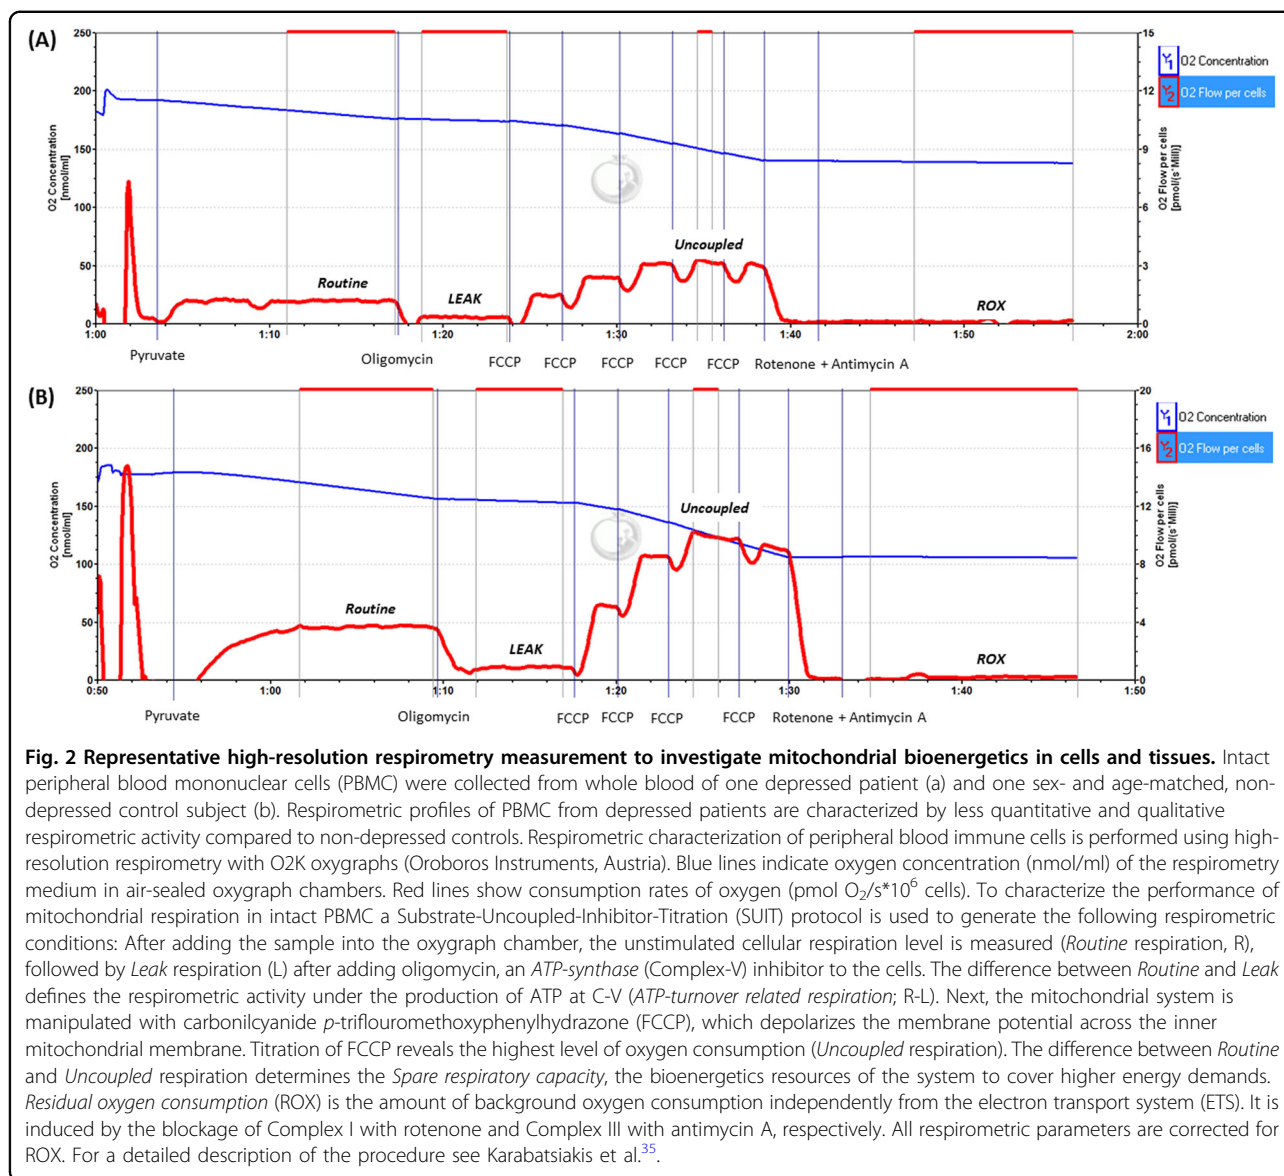 (A)
250
200
150
100
50
0
O2 Concentration
[nmol/ml]
15
12
9
6
3
0
O2 Flow per cells
[pmol/(s*Mill)]
Y1 O2 Concentration
Y2 O2 Flow per cells
Routine
LEAK
Uncoupled
ROX
1:00 1:10 1:20 1:30 1:40 1:50 2:00
Pyruvate Oligomycin FCCP FCCP FCCP FCCP FCCP Rotenone + Antimycin A
(B)
250
200
150
100
50
0
O2 Concentration
[nmol/ml]
20
16
12
8
4
0
O2 Flow per cells
[pmol/(s*Mill)]
Y1 O2 Concentration
Y2 O2 Flow per cells
Routine
LEAK
Uncoupled
ROX
0:50 1:00 1:10 1:20 1:30 1:40 1:50
Pyruvate Oligomycin FCCP FCCP FCCP FCCP Rotenone + Antimycin A
Fig. 2 Representative high-resolution respirometry measurement to investigate mitochondrial bioenergetics in cells and tissues. Intact
peripheral blood mononuclear cells (PBMC) were collected from whole blood of one depressed patient (a) and one sex- and age-matched, non-
depressed control subject (b). Respirometric profiles of PBMC from depressed patients are characterized by less quantitative and qualitative
respirometric activity compared to non-depressed controls. Respirometric characterization of peripheral blood immune cells is performed using high-
resolution respirometry with O2K oxygraphs (Oroboros Instruments, Austria). Blue lines indicate oxygen concentration (nmol/ml) of the respirometry
medium in air-sealed oxygraph chambers. Red lines show consumption rates of oxygen (pmol O₂/s*10⁶ cells). To characterize the performance of
mitochondrial respiration in intact PBMC a Substrate-Uncoupled-Inhibitor-Titration (SUIT) protocol is used to generate the following respirometric
conditions: After adding the sample into the oxygraph chamber, the unstimulated cellular respiration level is measured (Routine respiration, R),
followed by Leak respiration (L) after adding oligomycin, an ATP-synthase (Complex-V) inhibitor to the cells. The difference between Routine and Leak
defines the respirometric activity under the production of ATP at C-V (ATP-turnover related respiration; R-L). Next, the mitochondrial system is
manipulated with carbonilcyanide p-triflouromethoxyphenylhydrazone (FCCP), which depolarizes the membrane potential across the inner
mitochondrial membrane. Titration of FCCP reveals the highest level of oxygen consumption (Uncoupled respiration). The difference between Routine
and Uncoupled respiration determines the Spare respiratory capacity, the bioenergetics resources of the system to cover higher energy demands.
Residual oxygen consumption (ROX) is the amount of background oxygen consumption independently from the electron transport system (ETS). It is
induced by the blockage of Complex I with rotenone and Complex III with antimycin A, respectively. All respirometric parameters are corrected for
ROX. For a detailed description of the procedure see Karabatsiakis et al.³⁵.